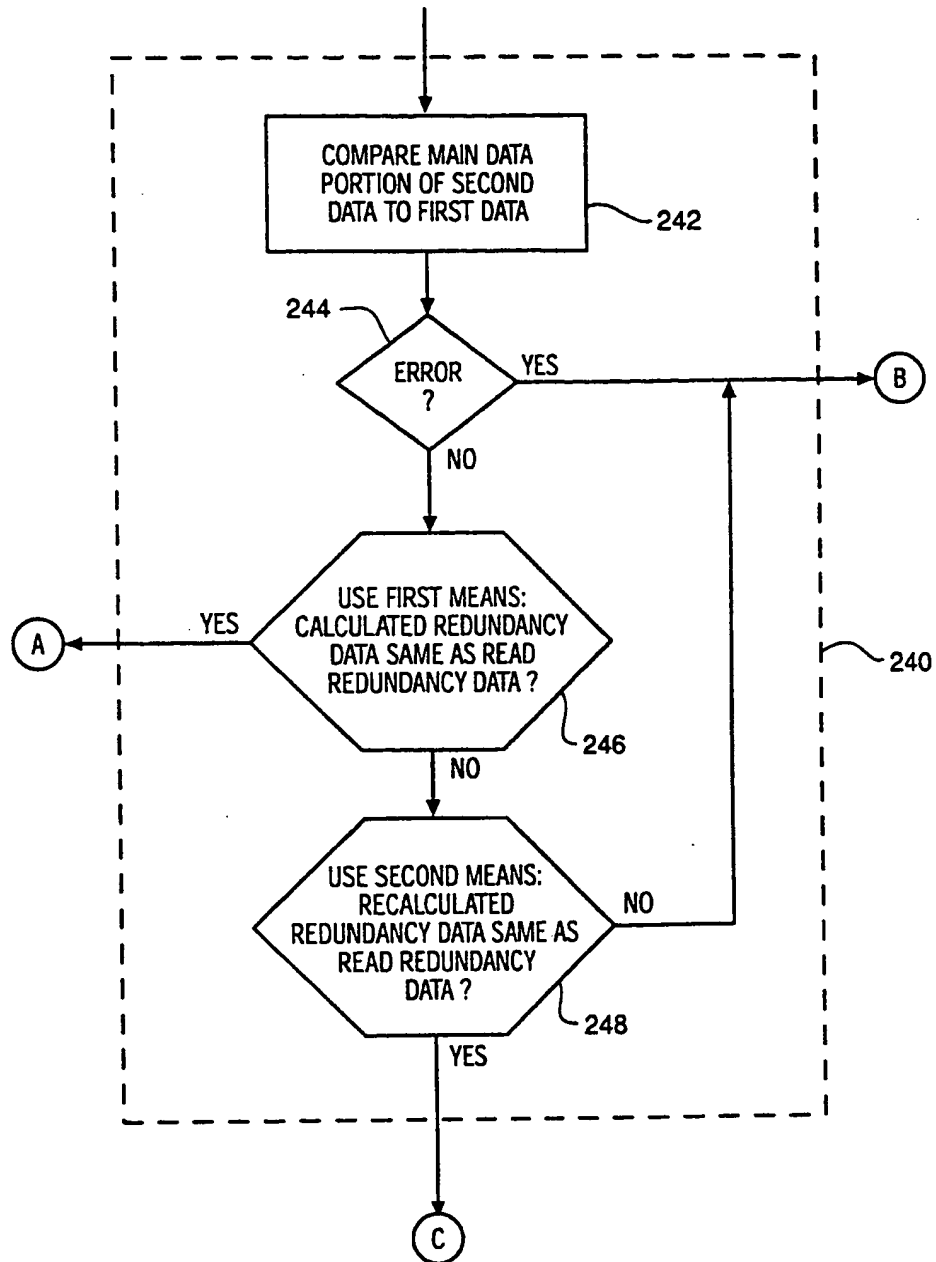 COMPARE MAIN DATA
PORTION OF SECOND
DATA TO FIRST DATA
242
244
ERROR
?
YES
B
NO
USE FIRST MEANS:
CALCULATED REDUNDANCY
DATA SAME AS READ
REDUNDANCY DATA ?
YES
A
240
246
NO
USE SECOND MEANS:
RECALCULATED
REDUNDANCY DATA SAME AS
READ REDUNDANCY
DATA ?
NO
248
YES
C